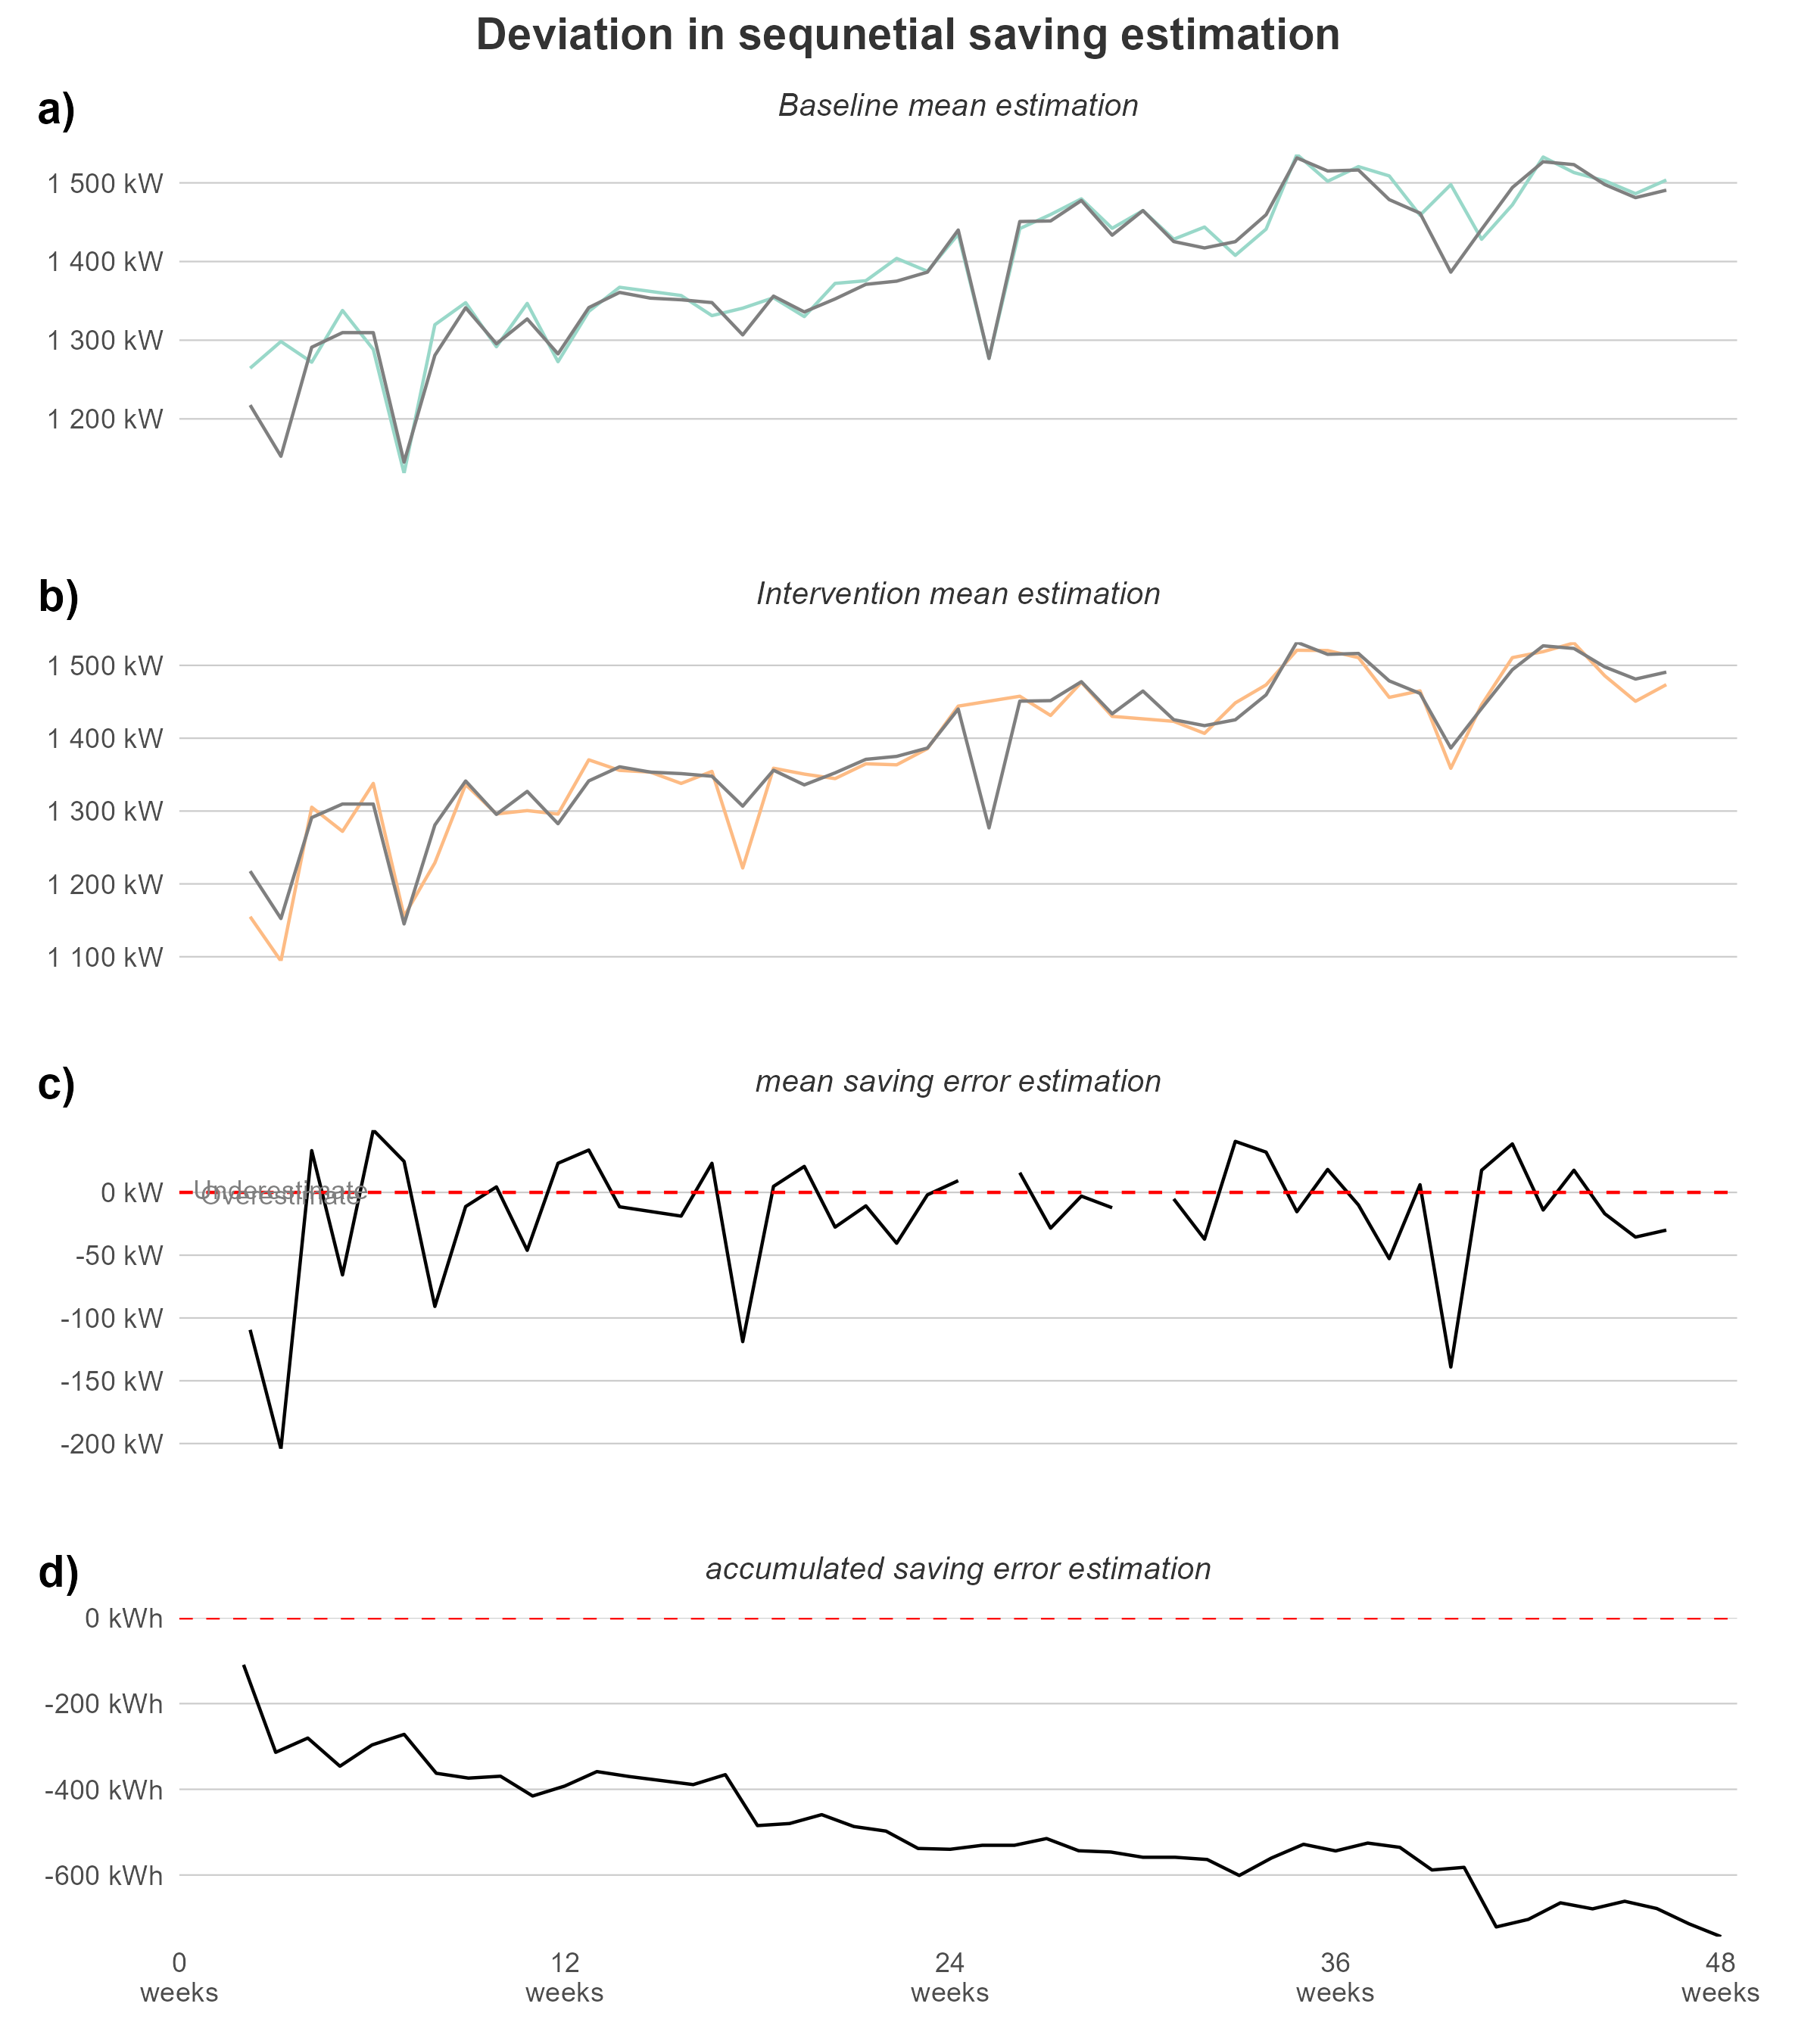 Deviation in sequnetial saving estimation
a)
Baseline mean estimation
1 500 kW
1 400 kW
1 300 kW
1 200 kW
b)
Intervention mean estimation
1 500 kW
1 400 kW
1 300 kW
1 200 kW
1 100 kW
c)
mean saving error estimation
Underestimate
Overestimate
0 kW
-50 kW
-100 kW
-150 kW
-200 kW
d)
accumulated saving error estimation
0 kWh
-200 kWh
-400 kWh
-600 kWh
0 12 24 36 48
weeks weeks weeks weeks weeks